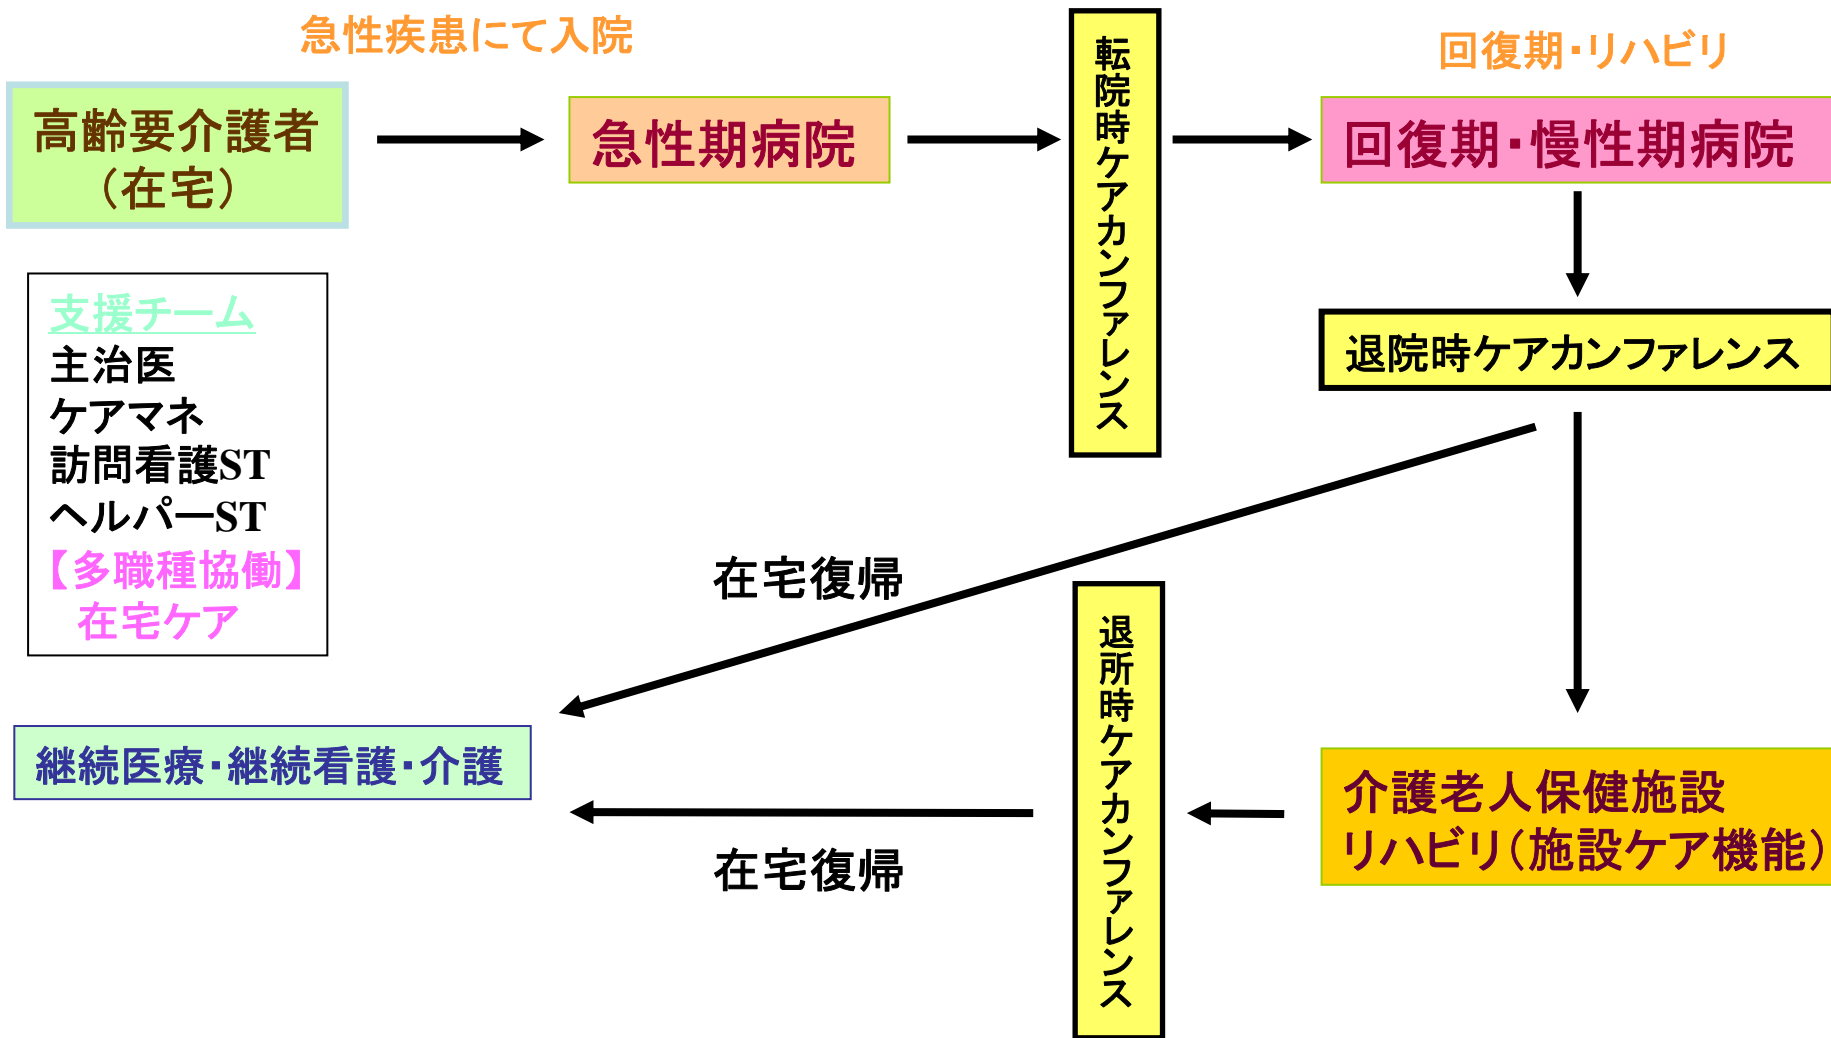 急性疾患にて入院
回復期・リハビリ
高齢要介護者
（在宅）
急性期病院
転院時ケアカンファレンス
回復期・慢性期病院
支援チーム
主治医
ケアマネ
訪問看護ST
ヘルパーST
【多職種協働】
在宅ケア
退院時ケアカンファレンス
在宅復帰
退所時ケアカンファレンス
継続医療・継続看護・介護
介護老人保健施設
リハビリ（施設ケア機能）
在宅復帰